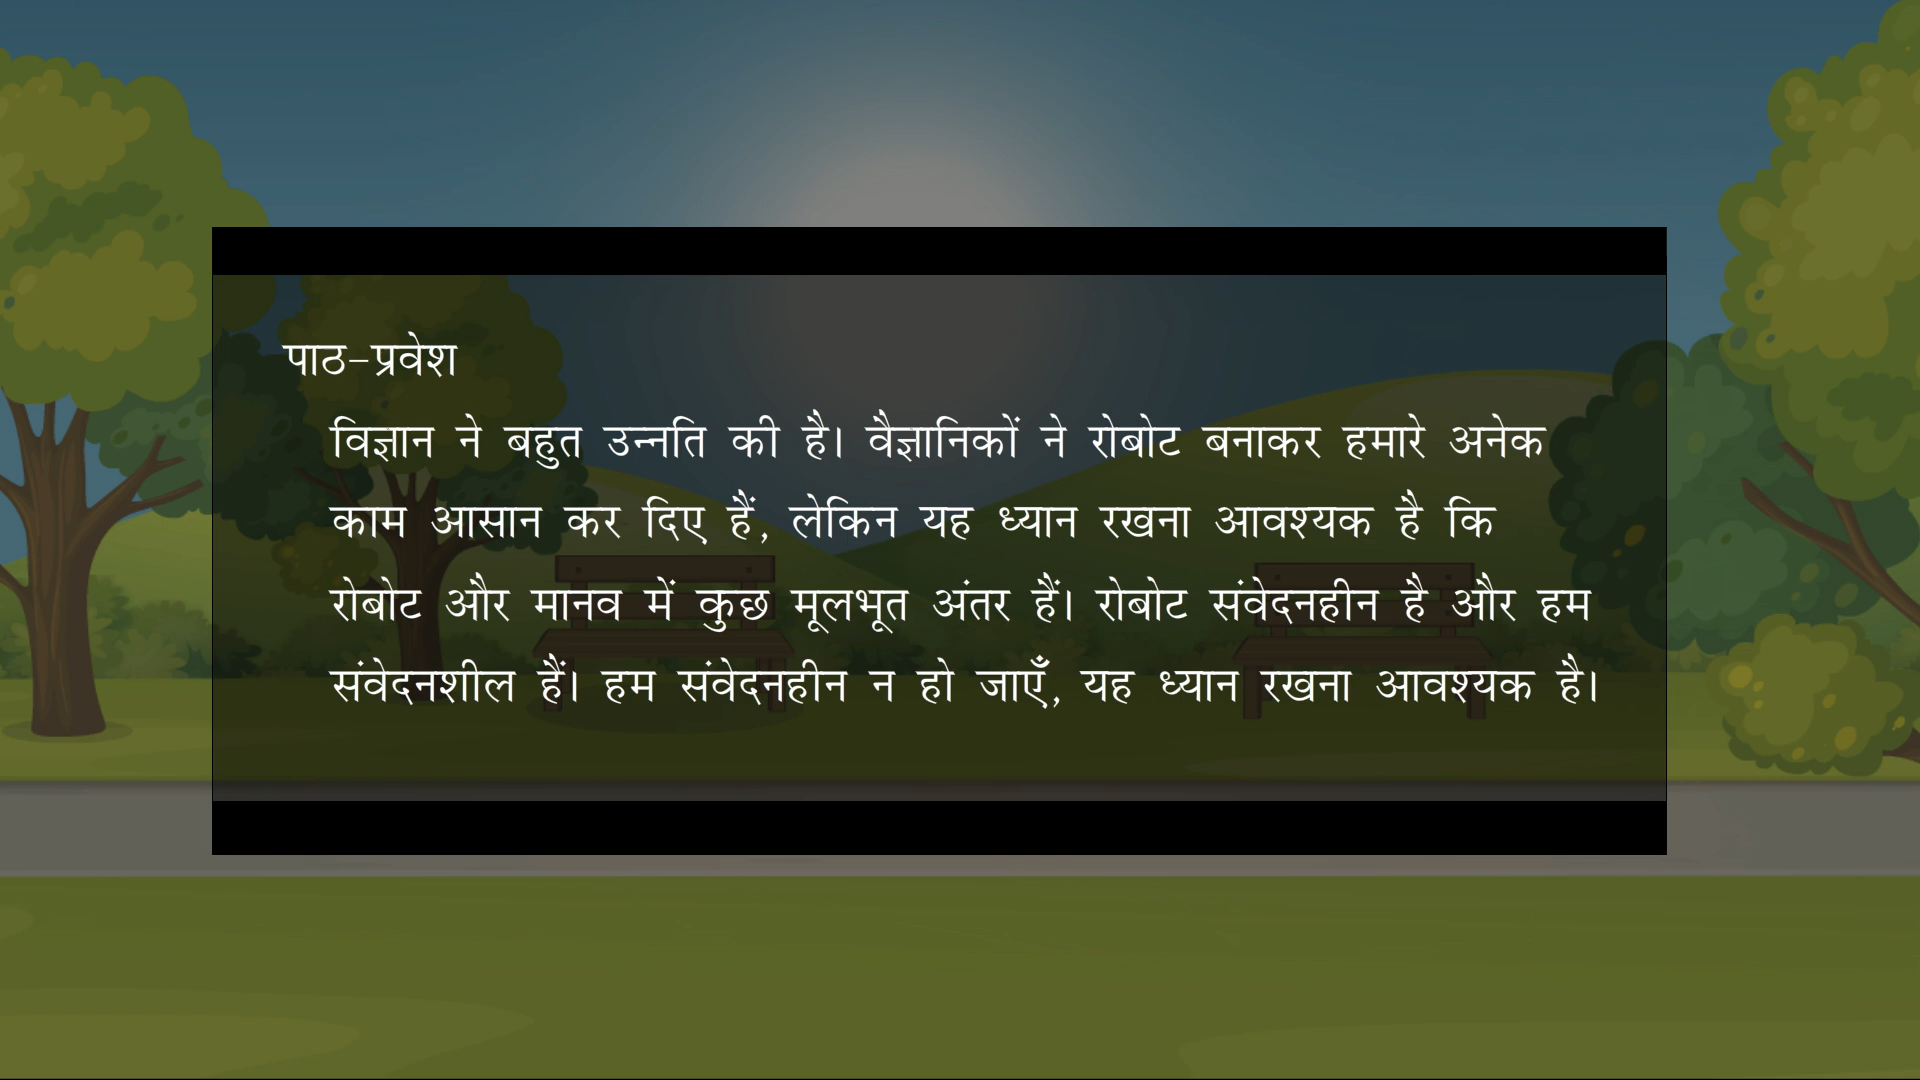 पाठ-प्रवेश
विज्ञान ने बहुत उन्नति की है। वैज्ञानिकों ने रोबोट बनाकर हमारे अनेक
काम आसान कर दिए हैं, लेकिन यह ध्यान रखना आवश्यक है कि
रोबोट और मानव में कुछ मूलभूत अंतर हैं। रोबोट संवेदनहीन है और हम
संवेदनशील हैं। हम संवेदनहीन न हो जाएँ, यह ध्यान रखना आवश्यक है।